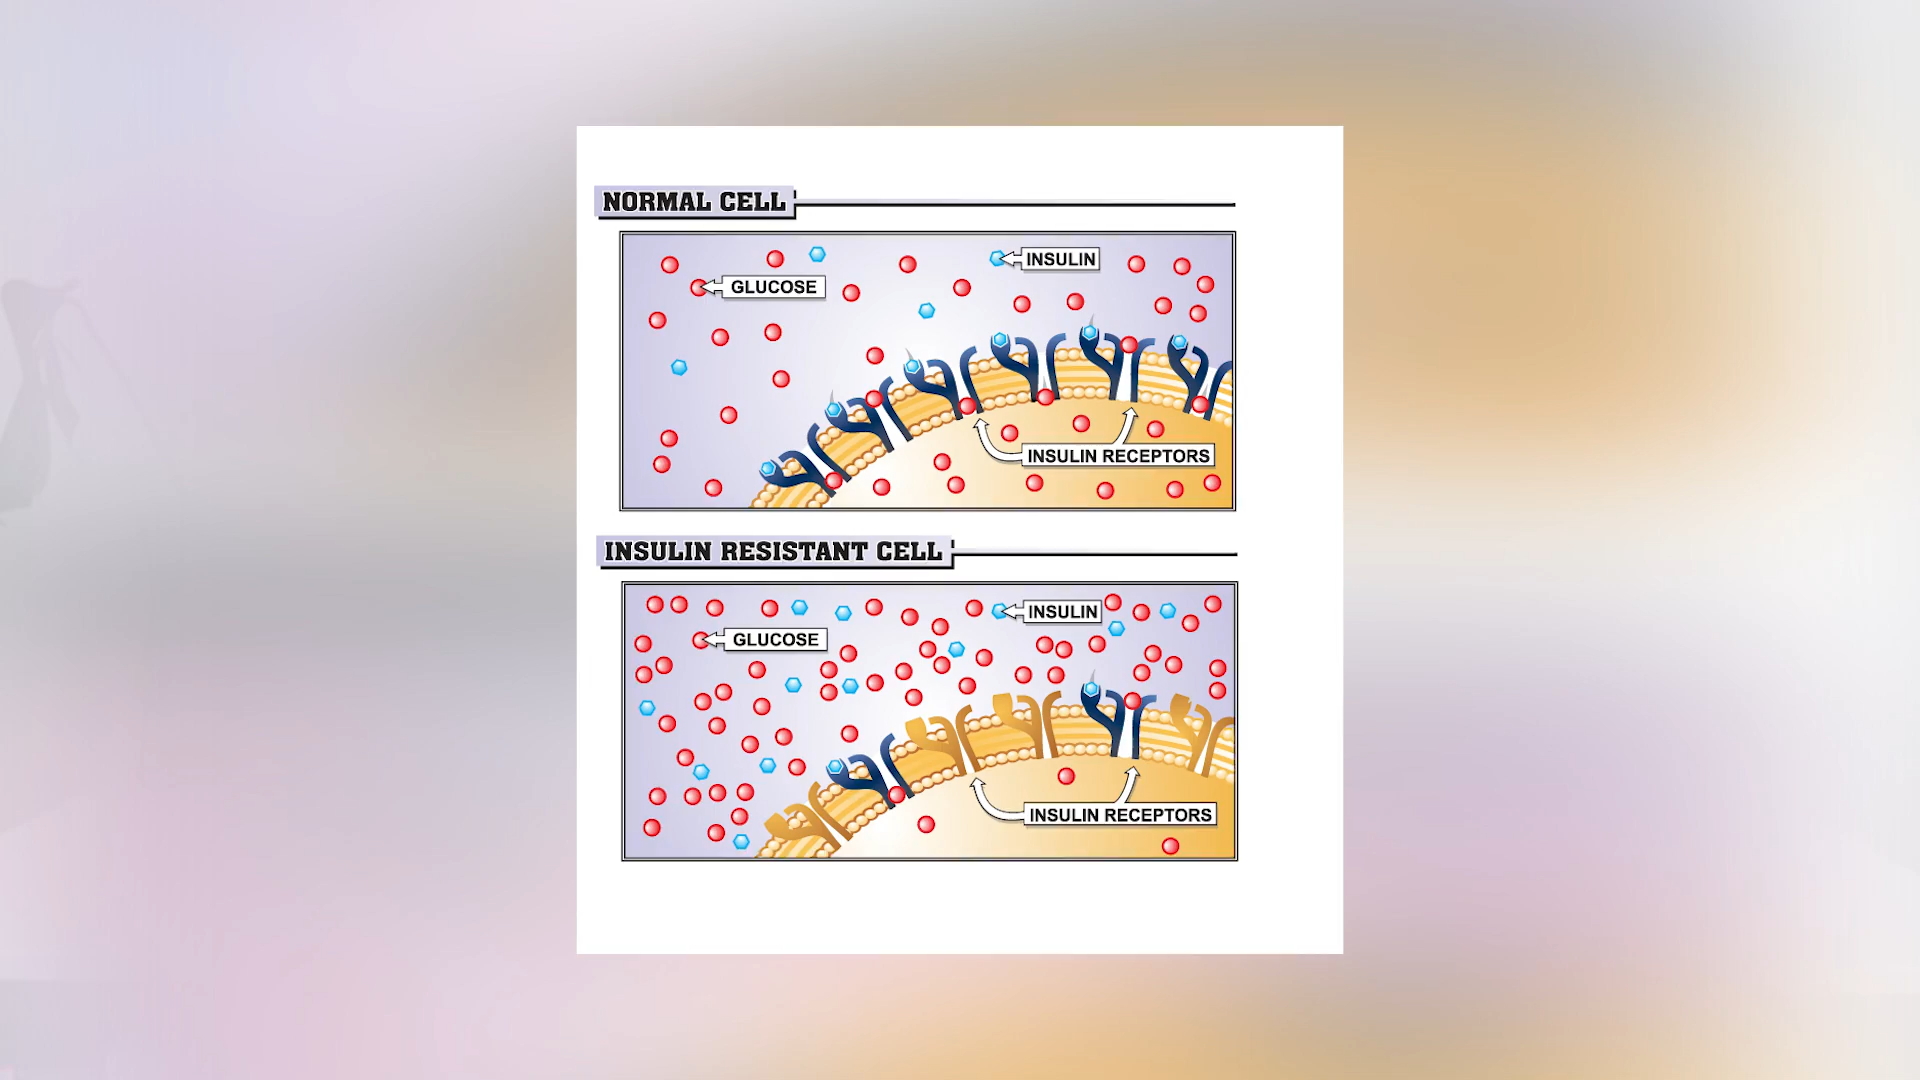 NORMAL CELL
INSULIN
GLUCOSE
INSULIN RECEPTORS
INSULIN RESISTANT CELL
INSULIN
GLUCOSE
INSULIN RECEPTORS